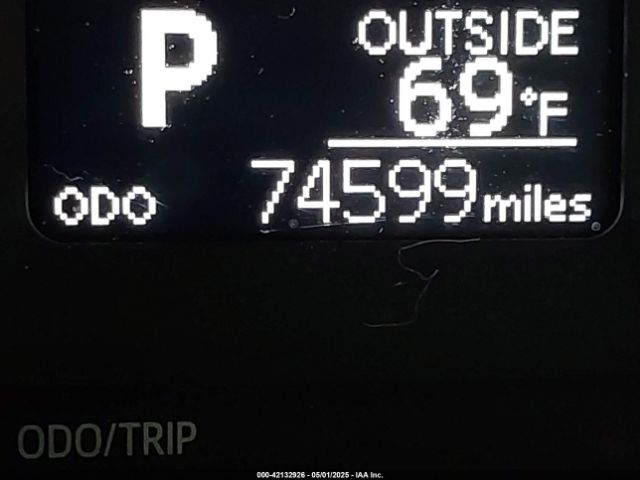 P
OUTSIDE
69°F
ODO 74599 miles
ODO/TRIP
000-42132926 - 05/01/2025 - IAA Inc.